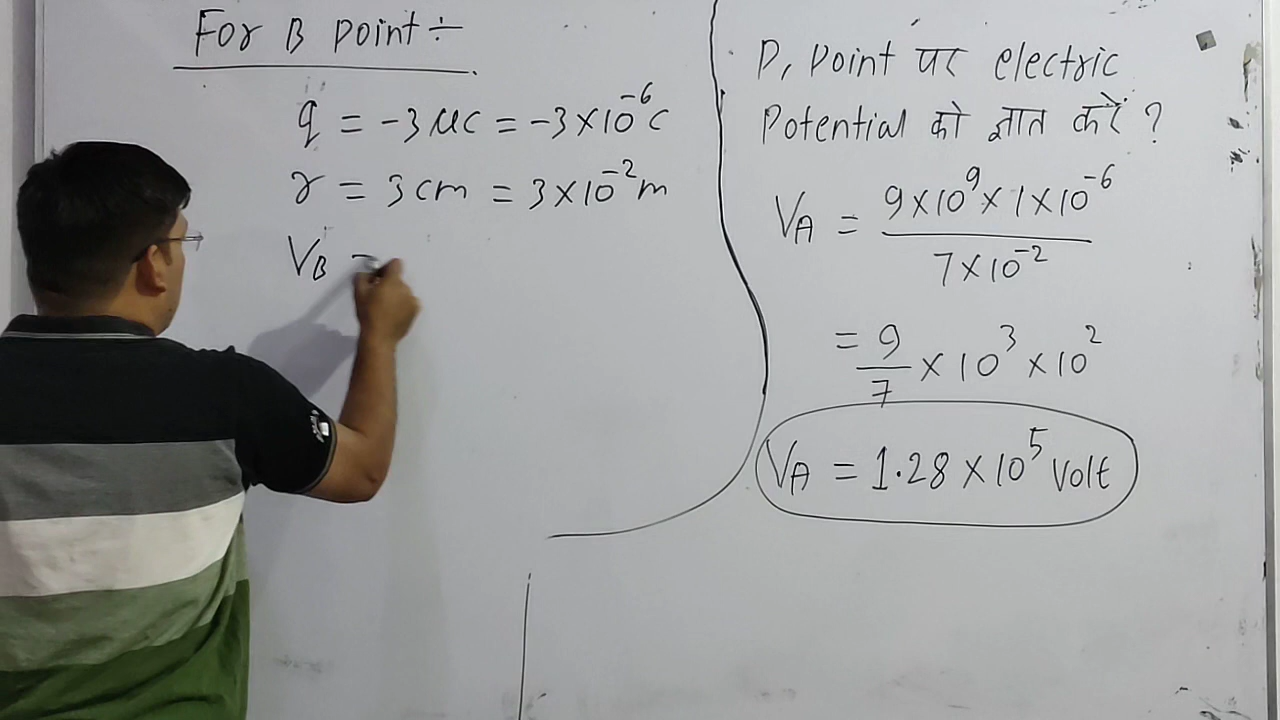 For B Point ÷
q = -3 μC = -3×10⁻⁶C
r = 3 cm = 3×10⁻² m
V_B =
P, Point पर electric
Potential को ज्ञात करें ?
V_A = 9×10⁹×1×10⁻⁶ / 7×10⁻²
= 9/7 × 10³ × 10²
V_A = 1.28 × 10⁵ Volt